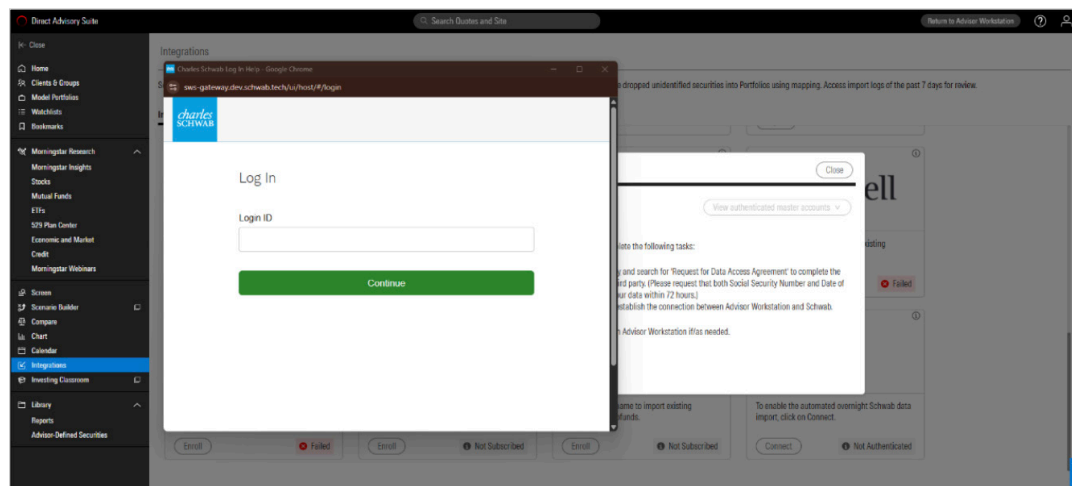 Direct Advisory Suite
Search Quotes and Site
Return to Advisor Workstation
Close
Home
Clients & Groups
Model Portfolios
Watchlists
Bookmarks
Morningstar Research
Morningstar Insights
Stocks
Mutual Funds
ETFs
529 Plan Center
Economic and Market
Credit
Morningstar Webinars
Screen
Scenario Builder
Compare
Chart
Calendar
Integrations
Investing Classroom
Library
Reports
Advisor-Defined Securities
Integrations
e dropped unidentified securities into Portfolio using mapping. Access import logs of the past 7 days for review.
Charles Schwab Log In Help - Google Chrome
sws-gateway.dev.schwab.tech/ui/host/#/login
charles
SCHWAB
Log In
Login ID
Continue
Close
View authenticated master accounts
plete the following tasks:
y and search for 'Request for Data Access Agreement' to complete the
ird party. (Please request that both Social Security Number and Date of
our data within 72 hours.)
establish the connection between Advisor Workstation and Schwab.
n Advisor Workstation if/as needed.
ell
existing
Failed
name to import existing
funds.
To enable the automated overnight Schwab data
import, click on Connect.
Enroll
Failed
Enroll
Not Subscribed
Enroll
Not Subscribed
Connect
Not Authenticated